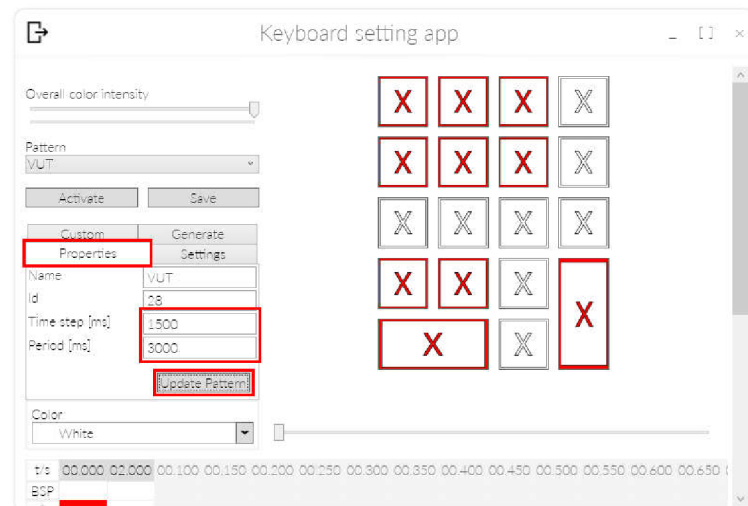 Keyboard setting app
Overall color intensity
Pattern
VUT
Activate Save
Custom Generate
Properties Settings
Name VUT
Id 28
Time step [ms] 1500
Period [ms] 3000
Update Pattern
Color
White
X X X X
X X X X
X X X X
X X X X
X X
t/s 00.000 02.000 00.100 00.150 00.200 00.250 00.300 00.350 00.400 00.450 00.500 00.550 00.600 00.650
BSP